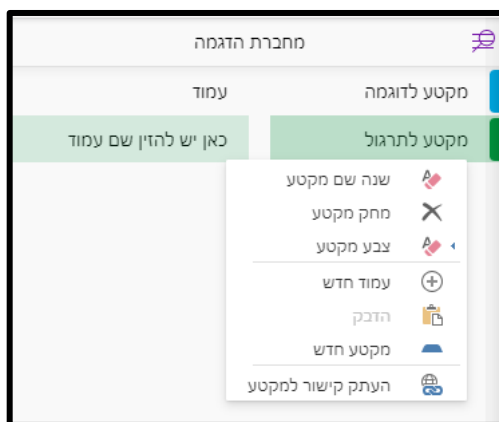 מחברת הדגמה
מקטע לדוגמה
עמוד
מקטע לתרגול
כאן יש להזין שם עמוד
שנה שם מקטע
מחק מקטע
צבע מקטע
עמוד חדש
הדבק
מקטע חדש
העתק קישור למקטע